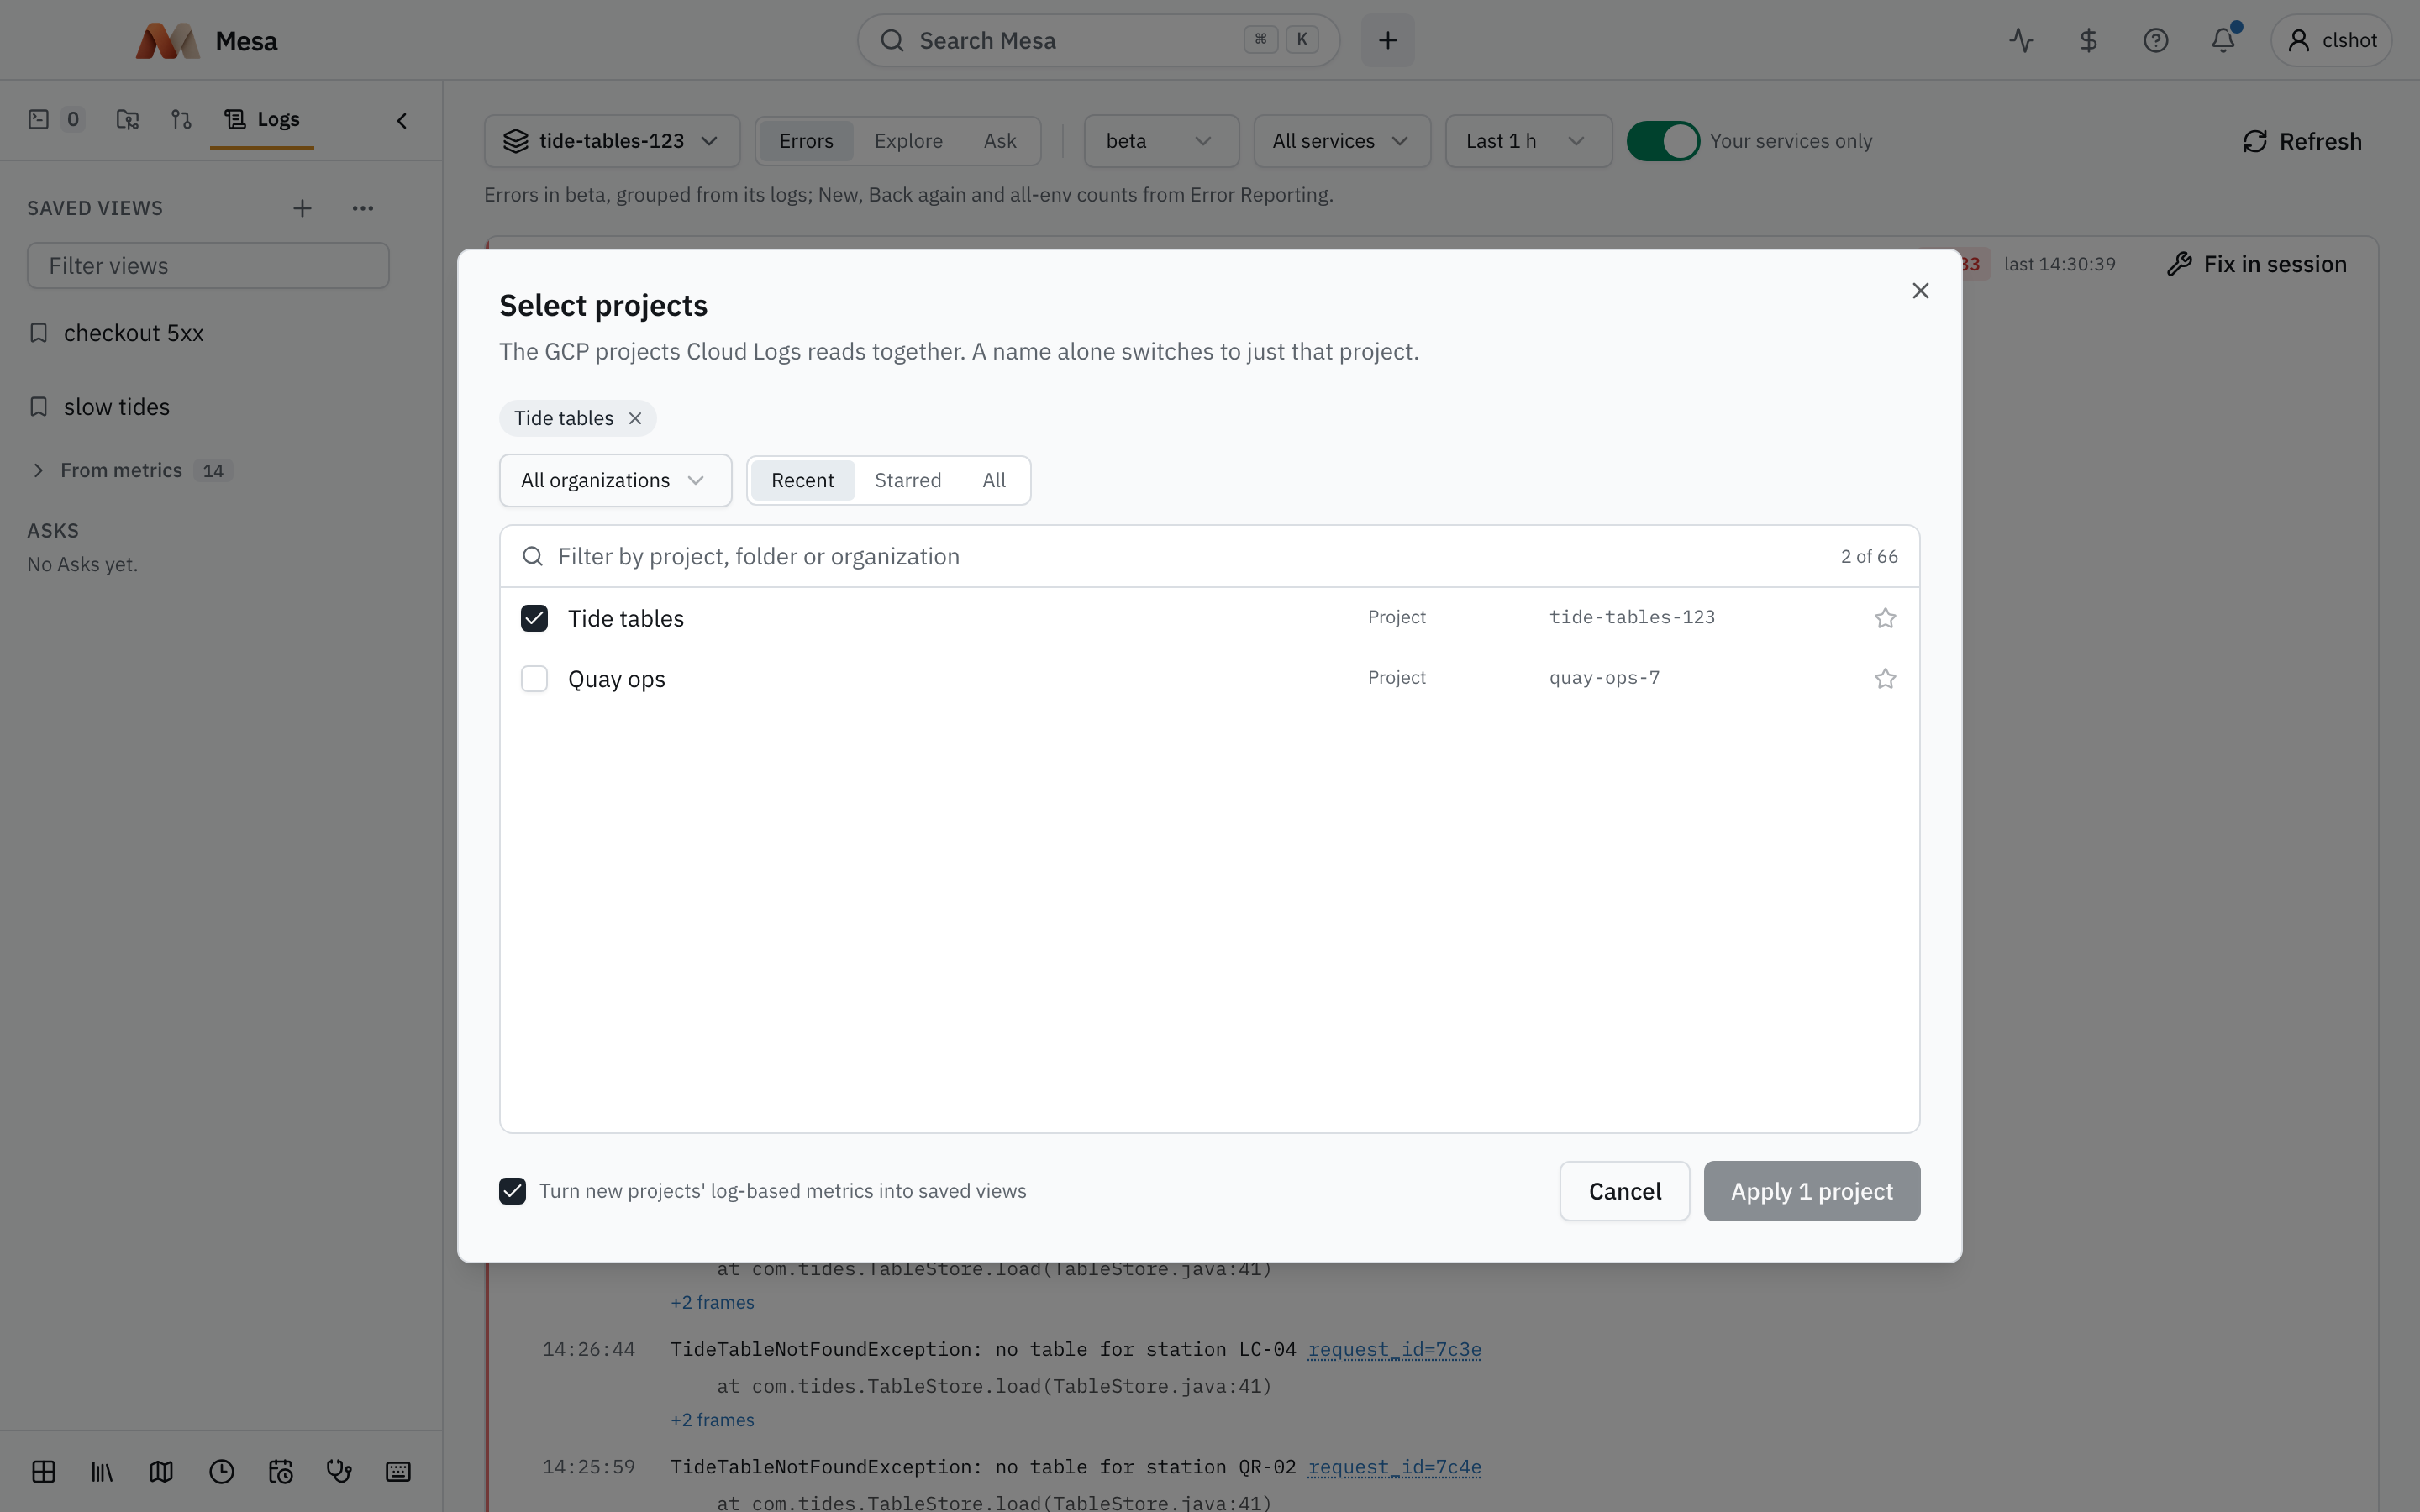 Mesa
Search Mesa
⌘ K
clshot
0
Logs
tide-tables-123
Errors
Explore
Ask
beta
All services
Last 1 h
Your services only
Refresh
Errors in beta, grouped from its logs; New, Back again and all-env counts from Error Reporting.
SAVED VIEWS
Filter views
checkout 5xx
slow tides
From metrics 14
ASKS
No Asks yet.
last 14:30:39
Fix in session
Select projects
The GCP projects Cloud Logs reads together. A name alone switches to just that project.
Tide tables
All organizations
Recent
Starred
All
Filter by project, folder or organization
2 of 66
Tide tables Project tide-tables-123
Quay ops Project quay-ops-7
Turn new projects' log-based metrics into saved views
Cancel
Apply 1 project
at com.tides.TableStore.load(TableStore.java:41)
+2 frames
14:26:44 TideTableNotFoundException: no table for station LC-04 request_id=7c3e
at com.tides.TableStore.load(TableStore.java:41)
+2 frames
14:25:59 TideTableNotFoundException: no table for station QR-02 request_id=7c4e
at com.tides.TableStore.load(TableStore.java:41)